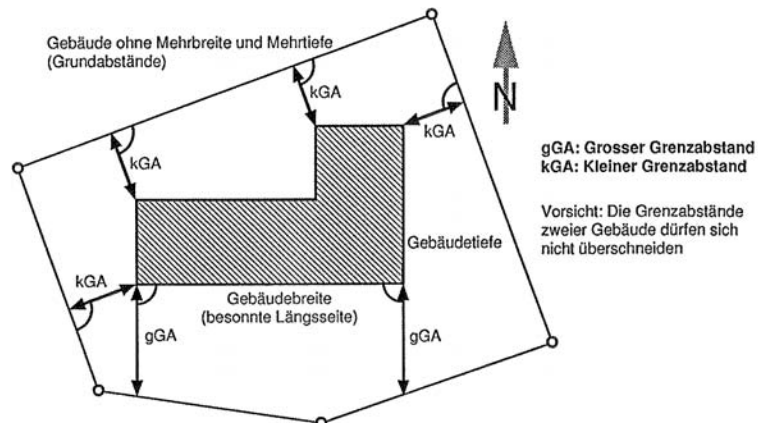 Gebäude ohne Mehrbreite und Mehrtiefe
(Grundabstände)
kGA
kGA
kGA
N
gGA: Grosser Grenzabstand
kGA: Kleiner Grenzabstand
Vorsicht: Die Grenzabstände
zweier Gebäude dürfen sich
nicht überschneiden
Gebäudetiefe
kGA
Gebäudebreite
(besonnte Längsseite)
gGA
gGA